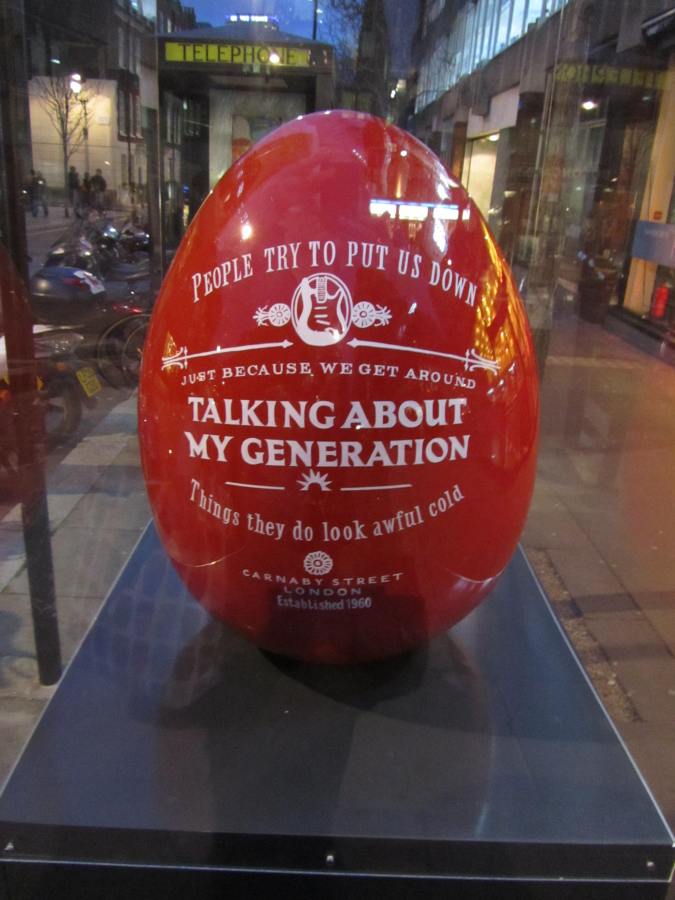 TELEPHONE
PEOPLE TRY TO PUT US DOWN
JUST BECAUSE WE GET AROUND
TALKING ABOUT
MY GENERATION
Things they do look awful cold
CARNABY STREET
LONDON
Established 1960